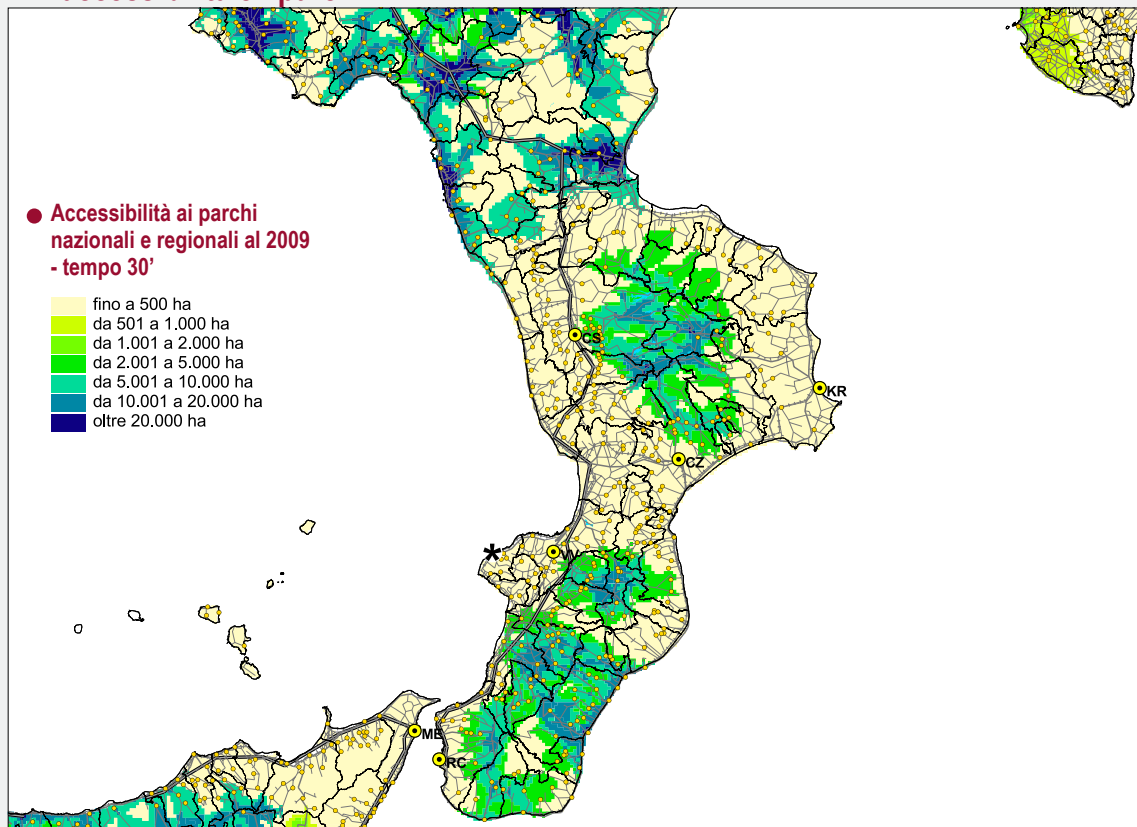 ● Accessibilità ai parchi
nazionali e regionali al 2009
- tempo 30’
fino a 500 ha
da 501 a 1.000 ha
da 1.001 a 2.000 ha
da 2.001 a 5.000 ha
da 5.001 a 10.000 ha
da 10.001 a 20.000 ha
oltre 20.000 ha
CS
KR
CZ
*
VV
ME
RC